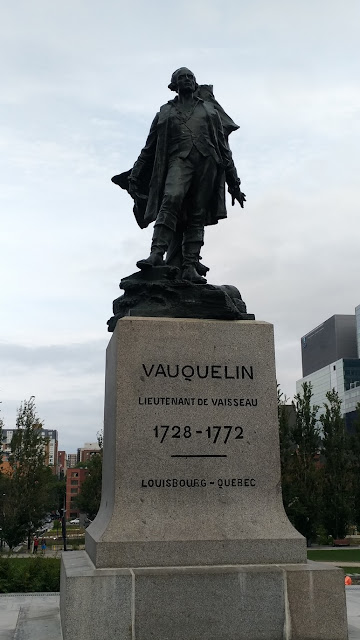 VAUQUELIN
LIEUTENANT DE VAISSEAU
1728-1772
LOUISBOURG-QUEBEC